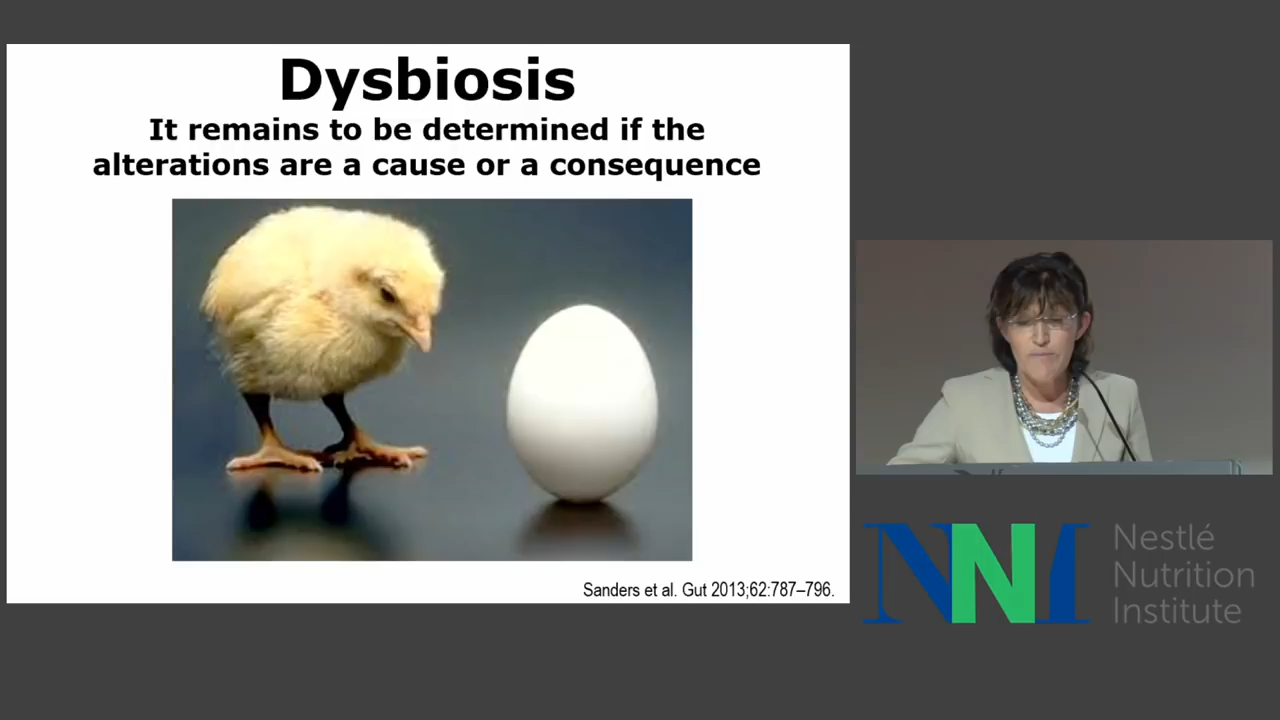 Dysbiosis
It remains to be determined if the
alterations are a cause or a consequence
Sanders et al. Gut 2013;62:787–796.
NNI
Nestlé
Nutrition
Institute